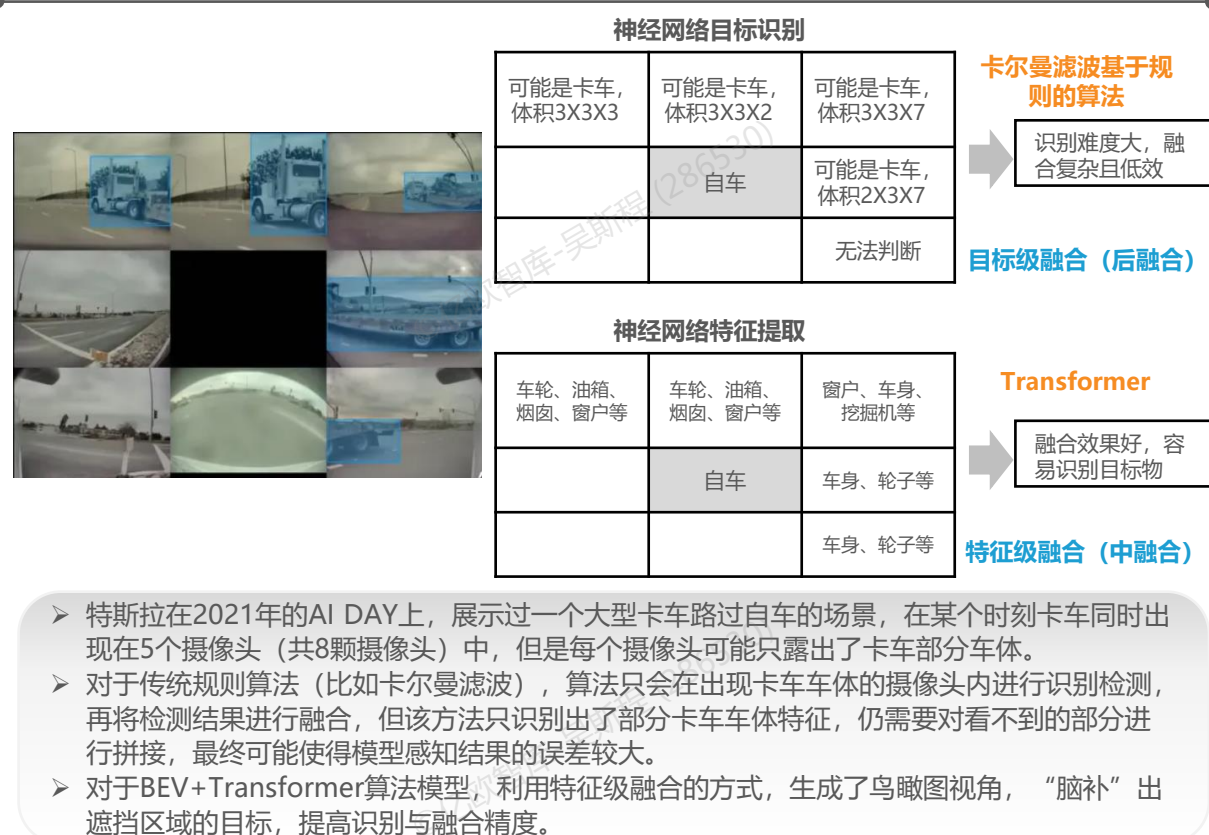 神经网络目标识别
可能是卡车，
体积3X3X3
可能是卡车，
体积3X3X2
可能是卡车，
体积3X3X7
自车
可能是卡车，
体积2X3X7
无法判断
卡尔曼滤波基于规
则的算法
识别难度大，融
合复杂且低效
目标级融合（后融合）
神经网络特征提取
车轮、油箱、
烟囱、窗户等
车轮、油箱、
烟囱、窗户等
窗户、车身、
挖掘机等
自车
车身、轮子等
车身、轮子等
Transformer
融合效果好，容
易识别目标物
特征级融合（中融合）
➢ 特斯拉在2021年的AI DAY上，展示过一个大型卡车路过自车的场景，在某个时刻卡车同时出
现在5个摄像头（共8颗摄像头）中，但是每个摄像头可能只露出了卡车部分车体。
➢ 对于传统规则算法（比如卡尔曼滤波），算法只会在出现卡车车体的摄像头内进行识别检测，
再将检测结果进行融合，但该方法只识别出了部分卡车车体特征，仍需要对看不到的部分进
行拼接，最终可能使得模型感知结果的误差较大。
➢ 对于BEV+Transformer算法模型，利用特征级融合的方式，生成了鸟瞰图视角，“脑补”出
遮挡区域的目标，提高识别与融合精度。
欧智库-吴斯程 (286530)
亿欧智库-吴斯程 (286530)